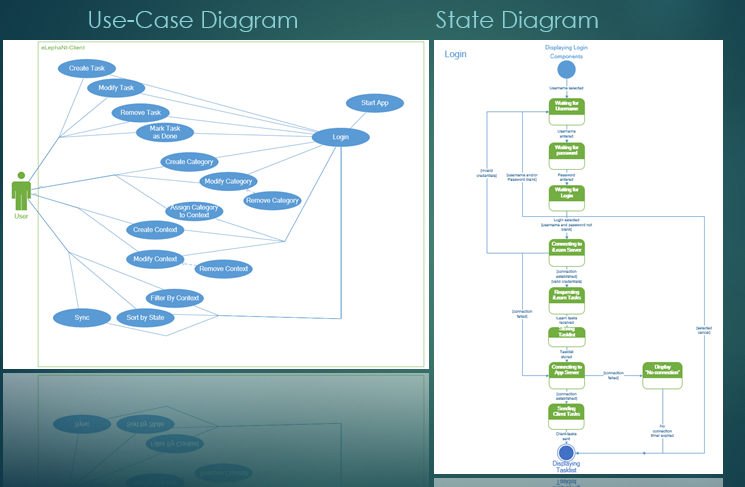 Use-Case Diagram
State Diagram
eLephaNt Client
Create Task
Modify Task
Remove Task
Mark Task
as Done
Start App
Login
Create Category
Modify Category
Remove Category
Assign Category
to Context
Create Context
Modify Context
Remove Context
Filter By Context
Sync
Sort by State
User
Login
Displaying Login
Components
Username selected
Waiting for
Username
Username
entered
Waiting for
password
[invalid
credentials]
[username and/or
Password blank]
Password
entered
Waiting for
Login
Login selected
[username and password not
blank]
Connecting to
iLearn Server
[connection
established]
[valid credentials]
Requesting
iLearn Tasks
iLearn tasks
received
Tasklist
[connection
failed]
[selected
cancel]
Tasklist
stored
Connecting to
App Server
[connection
failed]
Display
"No connection"
[connection
established]
Sending
Client Tasks
Client tasks
sent
No
connection
timer expired
Displaying
Tasklist